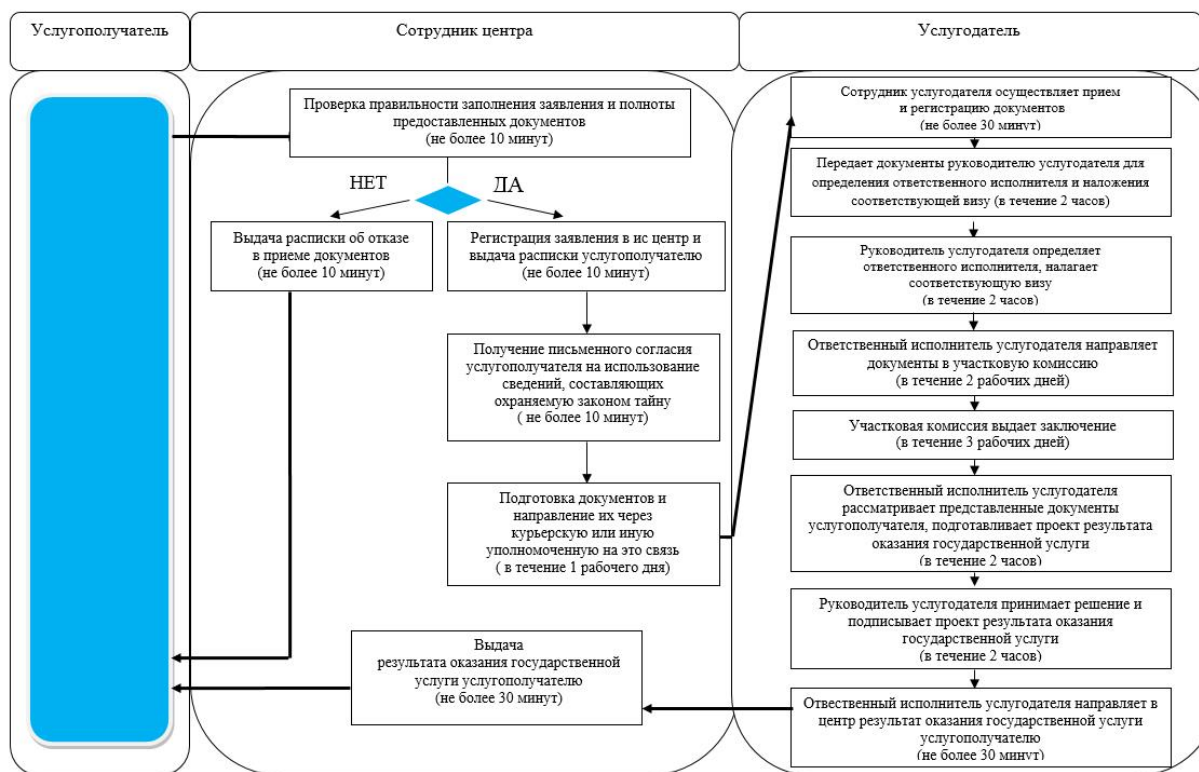 Услугополучатель
Сотрудник центра
Услугодатель
Проверка правильности заполнения заявления и полноты
предоставленных документов
(не более 10 минут)
НЕТ
ДА
Выдача расписки об отказе
в приеме документов
(не более 10 минут)
Регистрация заявления в ис центр и
выдача расписки услугополучателю
(не более 10 минут)
Получение письменного согласия
услугополучателя на использование
сведений, составляющих
охраняемую законом тайну
( не более 10 минут)
Подготовка документов и
направление их через
курьерскую или иную
уполномоченную на это связь
( в течение 1 рабочего дня)
Выдача
результата оказания государственной
услуги услугополучателю
(не более 30 минут)
Сотрудник услугодателя осуществляет прием
и регистрацию документов
(не более 30 минут)
Передает документы руководителю услугодателя для
определения ответственного исполнителя и наложения
соответствующей визу (в течение 2 часов)
Руководитель услугодателя определяет
ответственного исполнителя, налагает
соответствующую визу
(в течение 2 часов)
Ответственный исполнитель услугодателя направляет
документы в участковую комиссию
(в течение 2 рабочих дней)
Участковая комиссия выдает заключение
(в течение 3 рабочих дней)
Ответственный исполнитель услугодателя
рассматривает представленные документы
услугополучателя, подготавливает проект результата
оказания государственной услуги
(в течение 2 часов)
Руководитель услугодателя принимает решение и
подписывает проект результата оказания
государственной услуги
(в течение 2 часов)
Отвественный исполнитель услугодателя направляет в
центр результат оказания государственной услуги
услугополучателю
(не более 30 минут)